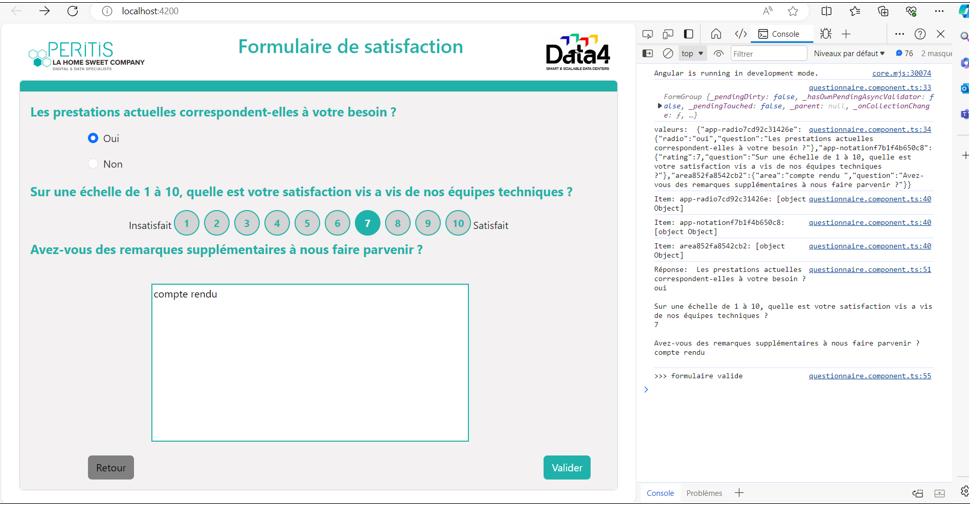 localhost:4200
PERITIS
LA HOME SWEET COMPANY
DIGITAL & DATA SPECIALISTS
Formulaire de satisfaction
Data4
SMART & SCALABLE DATA CENTERS
Les prestations actuelles correspondent-elles à votre besoin ?
Oui
Non
Sur une échelle de 1 à 10, quelle est votre satisfaction vis a vis de nos équipes techniques ?
Insatisfait 1 2 3 4 5 6 7 8 9 10 Satisfait
Avez-vous des remarques supplémentaires à nous faire parvenir ?
compte rendu
Retour Valider
Console
top Filtrer Niveaux par défaut 76 2 masqu
Angular is running in development mode. core.mjs:30074
questionnaire.component.ts:33
FormGroup {_pendingDirty: false, _hasOwnPendingAsyncValidator: f
alse, _pendingTouched: false, _parent: null, _onCollectionChang
e: ƒ, …}
valeurs: {"app-radio7cd92c31426e": questionnaire.component.ts:34
{"radio":"oui","question":"Les prestations actuelles
correspondent-elles à votre besoin ?"},"app-notationf7b1f4b650c8":
{"rating":7,"question":"Sur une échelle de 1 à 10, quelle est
votre satisfaction vis a vis de nos équipes techniques
?"},"area852fa8542cb2":{"area":"compte rendu ","question":"Avez-
vous des remarques supplémentaires à nous faire parvenir ?"}}
Item: app-radio7cd92c31426e: [object questionnaire.component.ts:40
Object]
Item: app-notationf7b1f4b650c8: questionnaire.component.ts:40
[object Object]
Item: area852fa8542cb2: [object questionnaire.component.ts:40
Object]
Réponse: Les prestations actuelles questionnaire.component.ts:51
correspondent-elles à votre besoin ?
oui
Sur une échelle de 1 à 10, quelle est votre satisfaction vis a vis
de nos équipes techniques ?
7
Avez-vous des remarques supplémentaires à nous faire parvenir ?
compte rendu
>>> formulaire valide questionnaire.component.ts:55
Console Problèmes